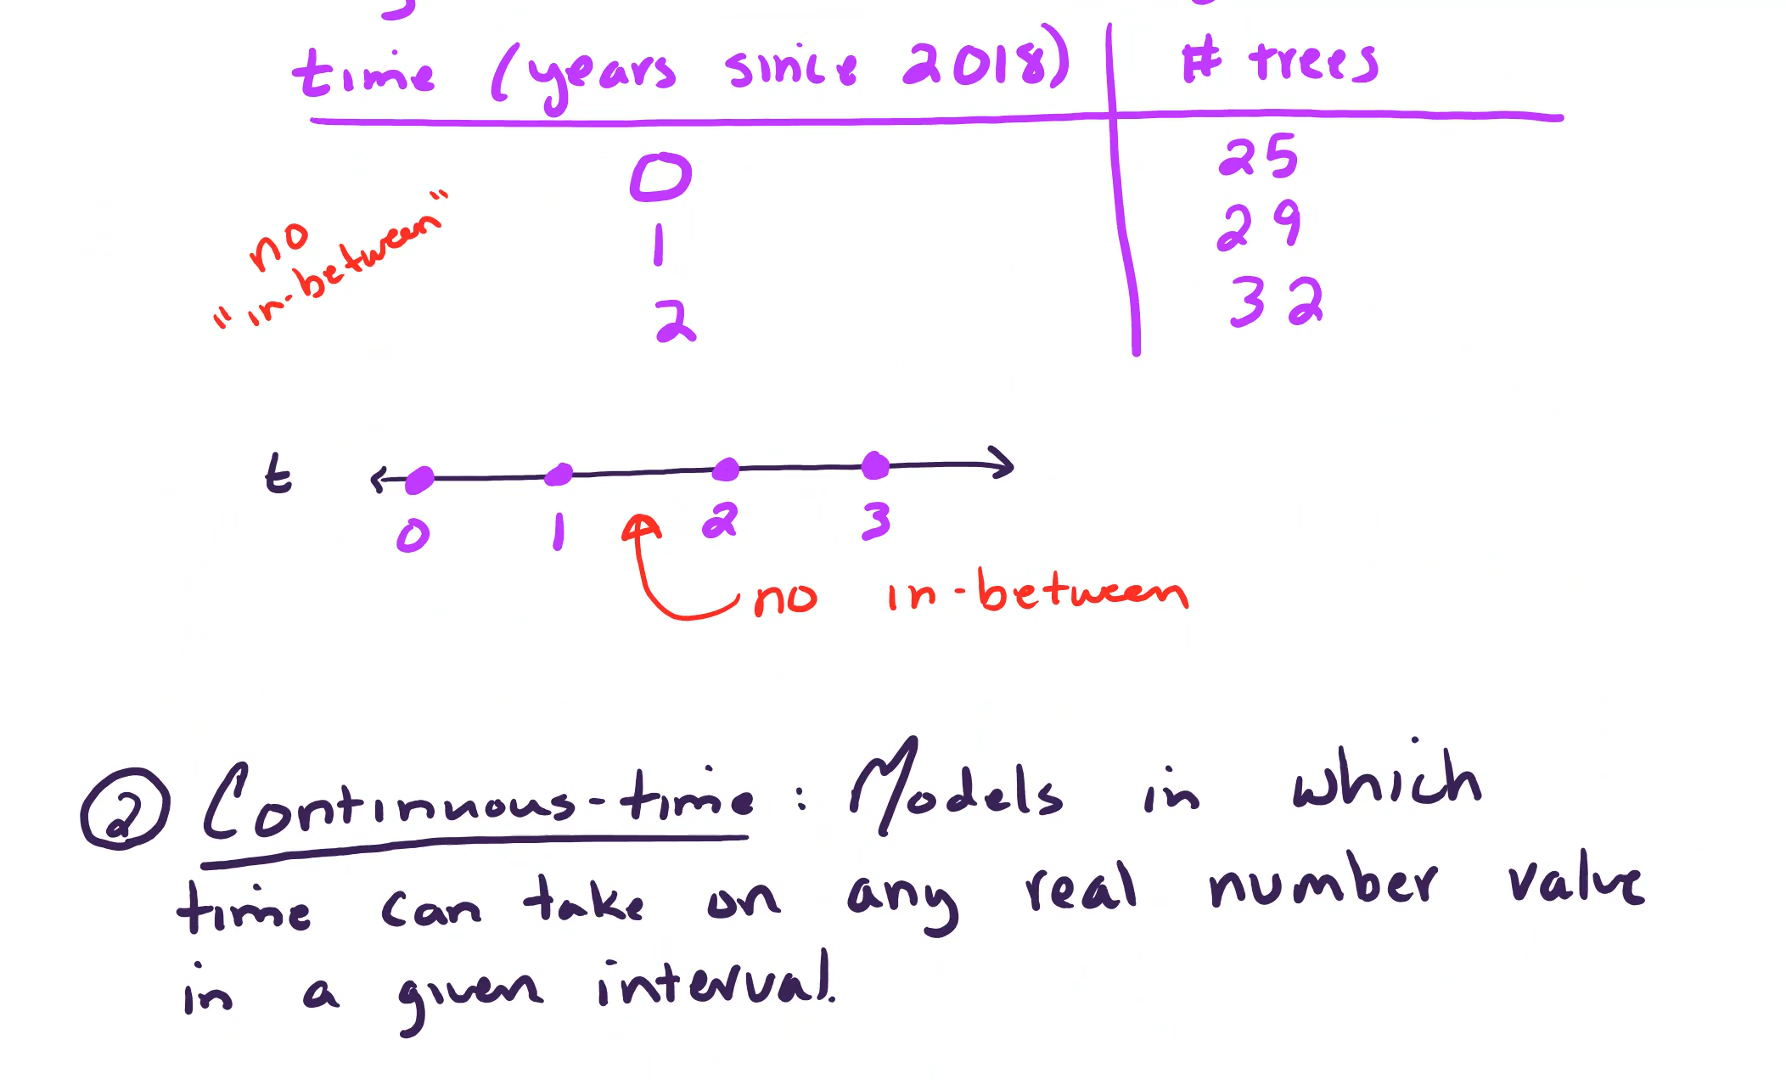 time (years since 2018) # trees
0 25
1 29
2 32
no
"in-between"
t
0 1 2 3
no in-between
② Continuous-time : Models in which
time can take on any real number value
in a given interval.